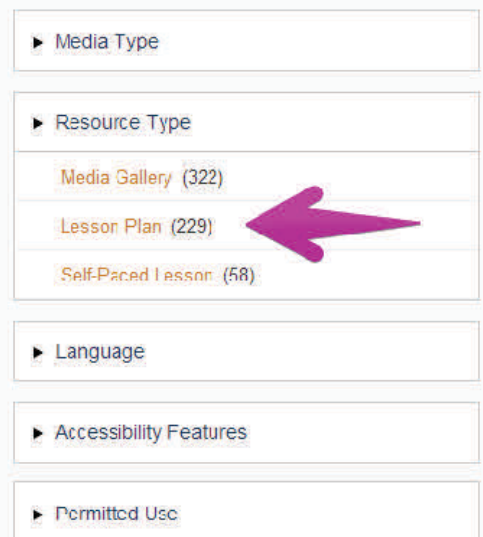 Media Type
Resource Type
Media Gallery (322)
Lesson Plan (229)
Self-Paced Lesson (58)
Language
Accessibility Features
Permitted Use